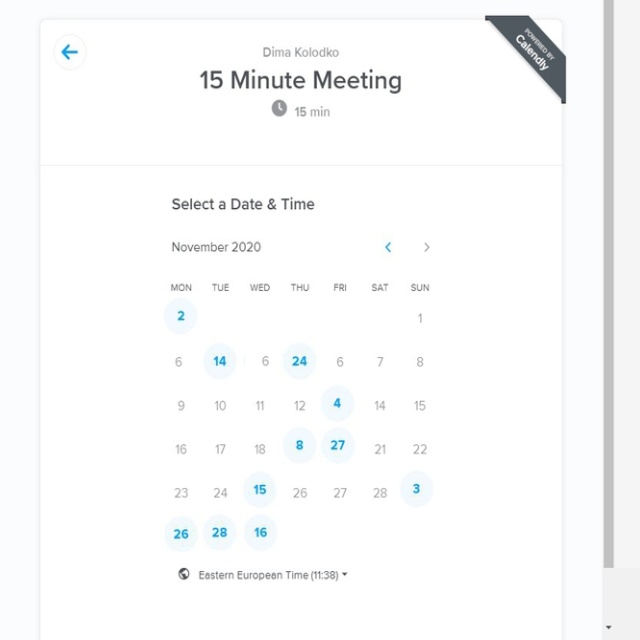 Dima Kolodko
POWERED BY
Calendly
15 Minute Meeting
15 min
Select a Date & Time
November 2020
MON TUE WED THU FRI SAT SUN
2 1
6 14 6 24 6 7 8
9 10 11 12 4 14 15
16 17 18 8 27 21 22
23 24 15 26 27 28 3
26 28 16
Eastern European Time (11:38)